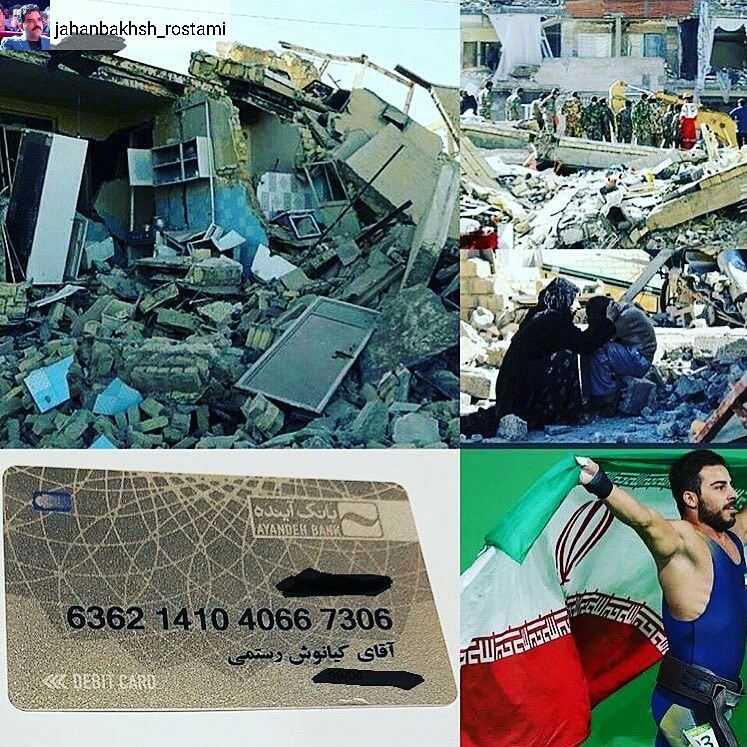 jahanbakhsh_rostami
بانک آینده
AYANDEH BANK
6362 1410 4066 7306
آقای کیانوش رستمی
<<< DEBIT CARD